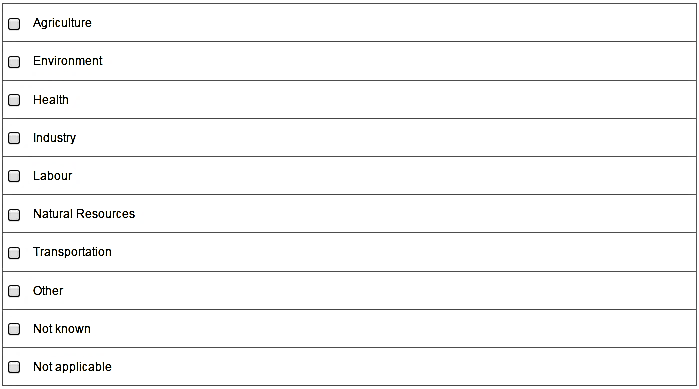 Agriculture
Environment
Health
Industry
Labour
Natural Resources
Transportation
Other
Not known
Not applicable